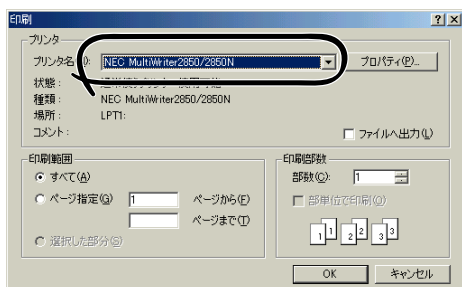 印刷
プリンタ
プリンタ名(N): NEC MultiWriter2850/2850N プロパティ(P)...
状態:
種類: NEC MultiWriter2850/2850N
場所: LPT1:
コメント: ファイルへ出力(L)
印刷範囲
すべて(A)
ページ指定(G) 1 ページから(F)
ページまで(T)
選択した部分(S)
印刷部数
部数(C): 1
部単位で印刷(O)
1 1 2 2 3 3
OK キャンセル